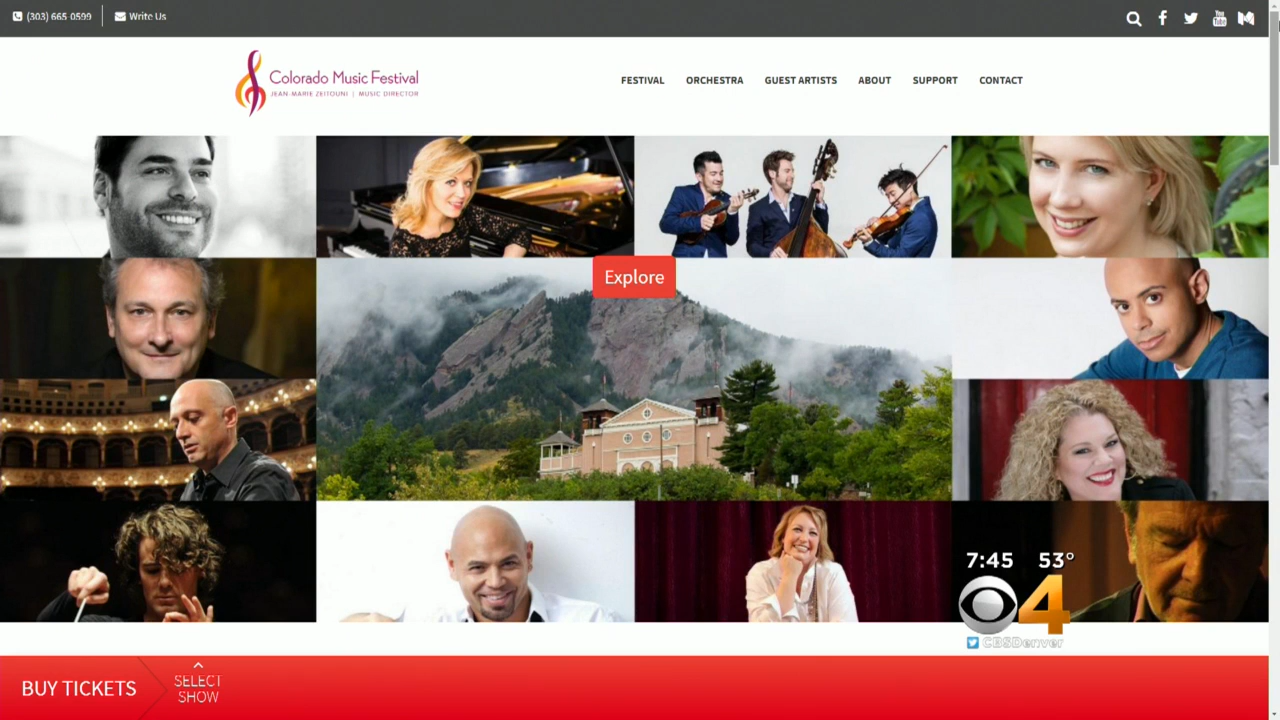 (303) 665-0599
Write Us
Colorado Music Festival
JEAN-MARIE ZEITOUNI | MUSIC DIRECTOR
FESTIVAL
ORCHESTRA
GUEST ARTISTS
ABOUT
SUPPORT
CONTACT
Explore
7:45 53°
4
CBSDenver
BUY TICKETS
SELECT
SHOW